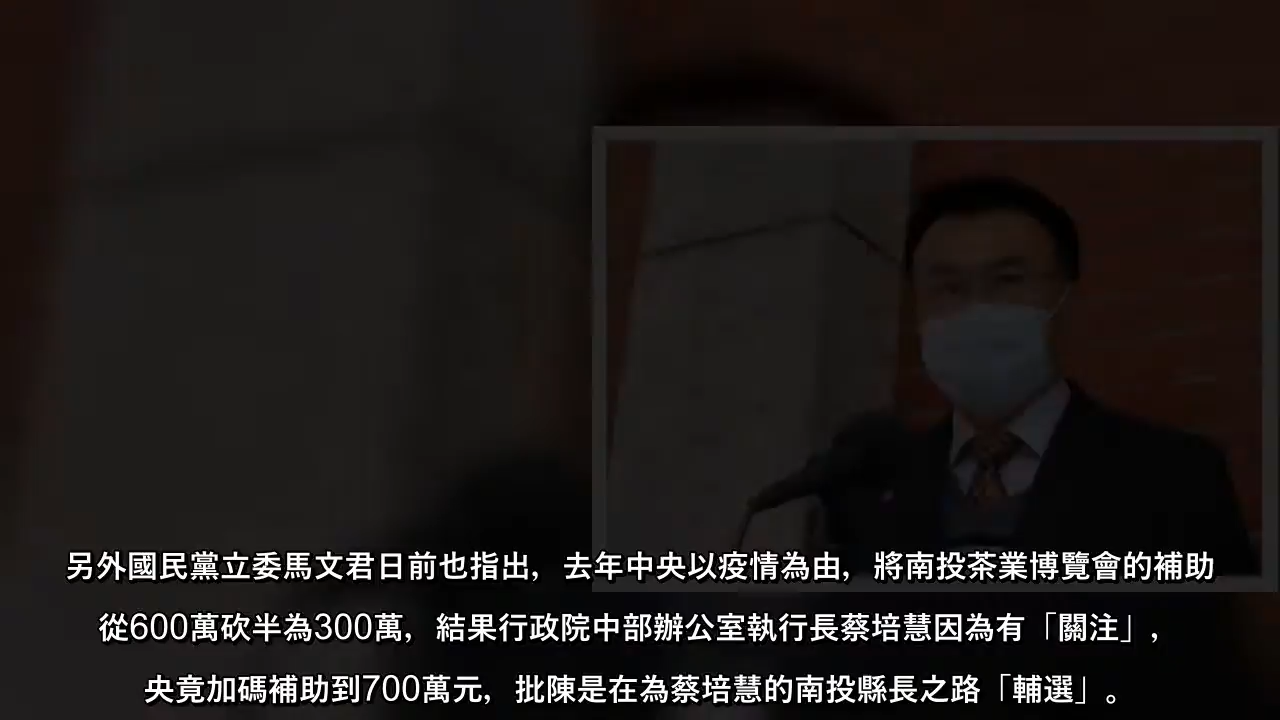 另外國民黨立委馬文君日前也指出，去年中央以疫情為由，將南投茶業博覽會的補助
從600萬砍半為300萬，結果行政院中部辦公室執行長蔡培慧因為有「關注」，
央竟加碼補助到700萬元，批陳是在為蔡培慧的南投縣長之路「輔選」。